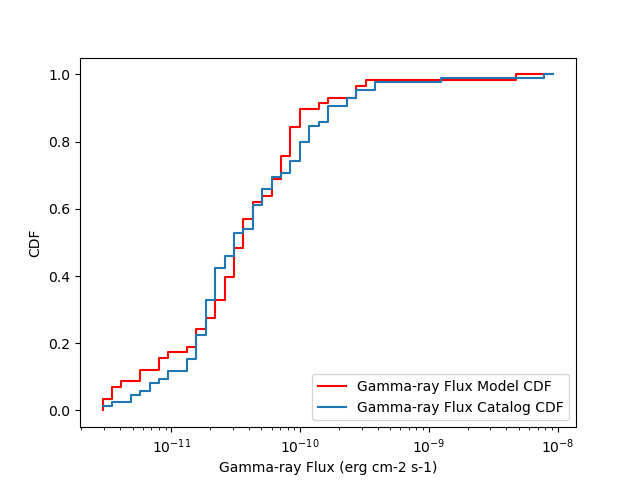 1.0
0.8
0.6
0.4
0.2
0.0
CDF
Gamma-ray Flux Model CDF
Gamma-ray Flux Catalog CDF
10⁻¹¹ 10⁻¹⁰ 10⁻⁹ 10⁻⁸
Gamma-ray Flux (erg cm-2 s-1)